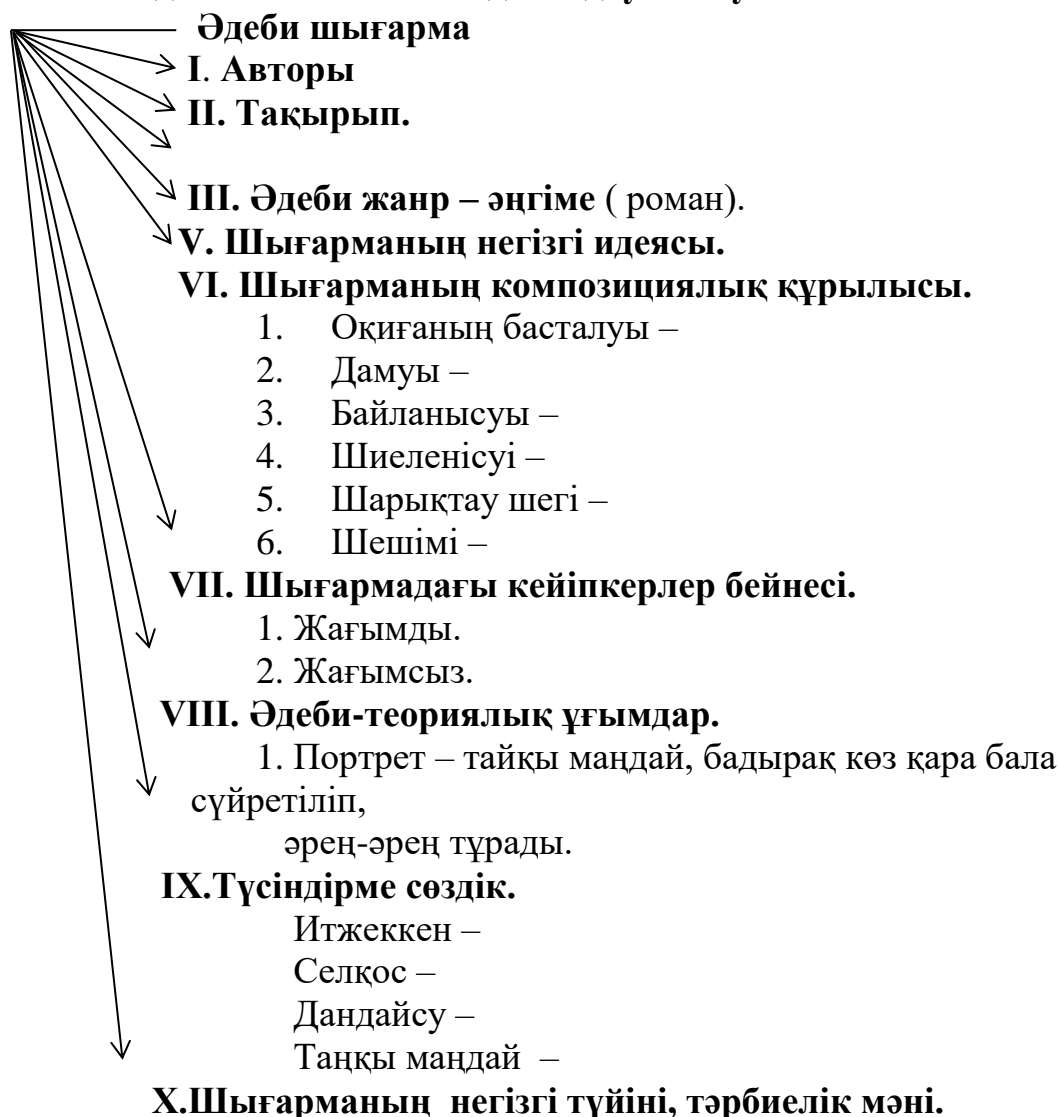 Әдеби шығарма
I. Авторы
II. Тақырып.
III. Әдеби жанр – әңгіме ( роман).
V. Шығарманың негізгі идеясы.
VI. Шығарманың композициялық құрылысы.
1. Оқиғаның басталуы –
2. Дамуы –
3. Байланысуы –
4. Шиеленісуі –
5. Шарықтау шегі –
6. Шешімі –
VII. Шығармадағы кейіпкерлер бейнесі.
1. Жағымды.
2. Жағымсыз.
VIII. Әдеби-теориялық ұғымдар.
1. Портрет – тайқы маңдай, бадырақ көз қара бала
сүйретіліп,
әрең-әрең тұрады.
IX.Түсіндірме сөздік.
Итжеккен –
Селқос –
Дандайсу –
Таңқы маңдай –
X.Шығарманың негізгі түйіні, тәрбиелік мәні.